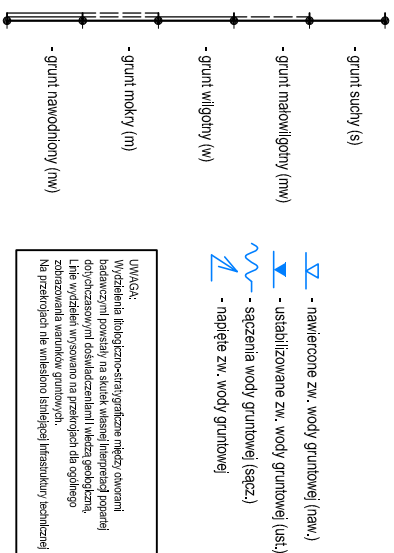 - grunt suchy (s)
- grunt małowilgotny (mw)
- grunt wilgotny (w)
- grunt mokry (m)
- grunt nawodniony (nw)
- nawiercone zw. wody gruntowej (naw.)
- ustabilizowane zw. wody gruntowej (ust.)
- sączenia wody gruntowej (sącz.)
- napięte zw. wody gruntowej
UWAGA:
Wydzielenia litologiczno-stratygraficzne między otworami
badawczymi powstały na skutek własnej interpretacji popartej
dotychczasowymi doświadczeniami i wiedzą geologiczną.
Linie wydzieleń wrysowano na przekrojach dla ogólnego
zobrazowania warunków gruntowych.
Na przekrojach nie wniesiono istniejącej infrastruktury technicznej